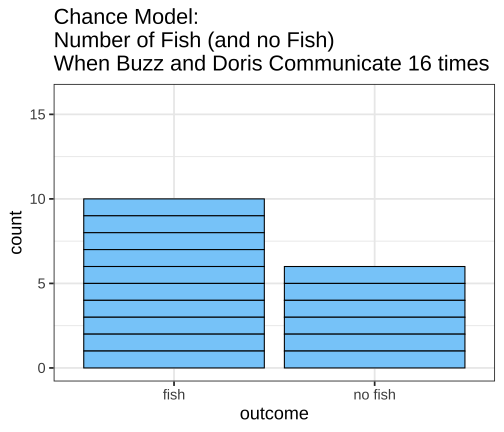 Chance Model:
Number of Fish (and no Fish)
When Buzz and Doris Communicate 16 times
15
10
5
0
count
fish
no fish
outcome